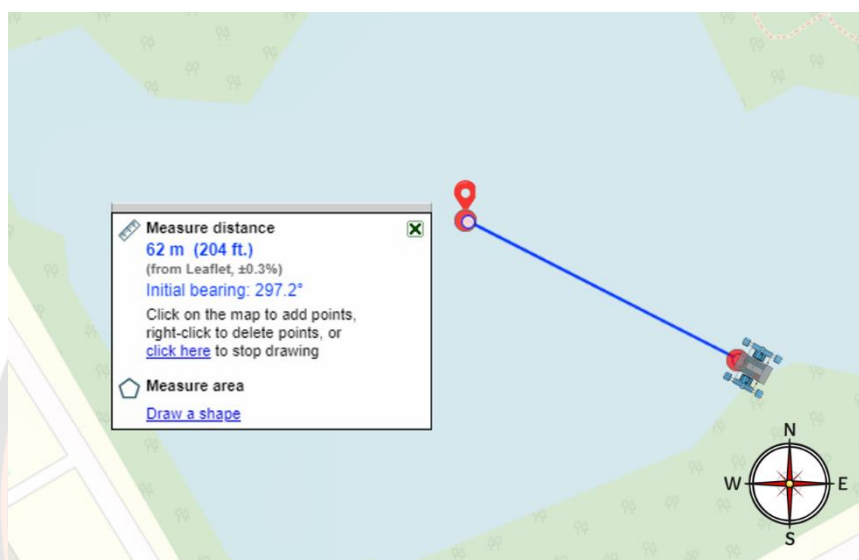 Measure distance
62 m (204 ft.)
(from Leaflet, ±0.3%)
Initial bearing: 297.2°
Click on the map to add points,
right-click to delete points, or
click here to stop drawing
Measure area
Draw a shape
N
W E
S